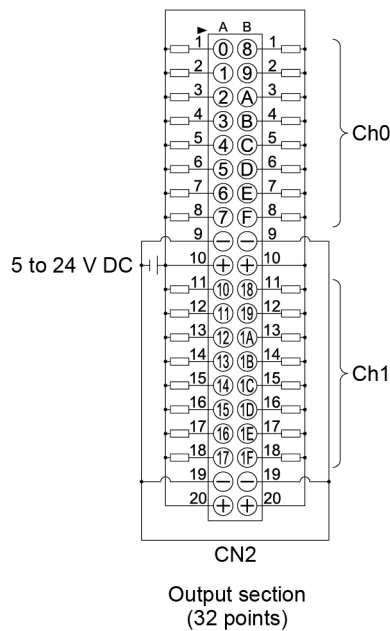 A B
1 0 8 1
2 1 9 2
3 2 A 3
4 3 B 4
5 4 C 5
6 5 D 6
7 6 E 7
8 7 F 8
Ch0
9 − − 9
5 to 24 V DC
10 + + 10
11 10 18 11
12 11 19 12
13 12 1A 13
14 13 1B 14
15 14 1C 15
16 15 1D 16
17 16 1E 17
18 17 1F 18
Ch1
19 − − 19
20 + + 20
CN2
Output section
(32 points)